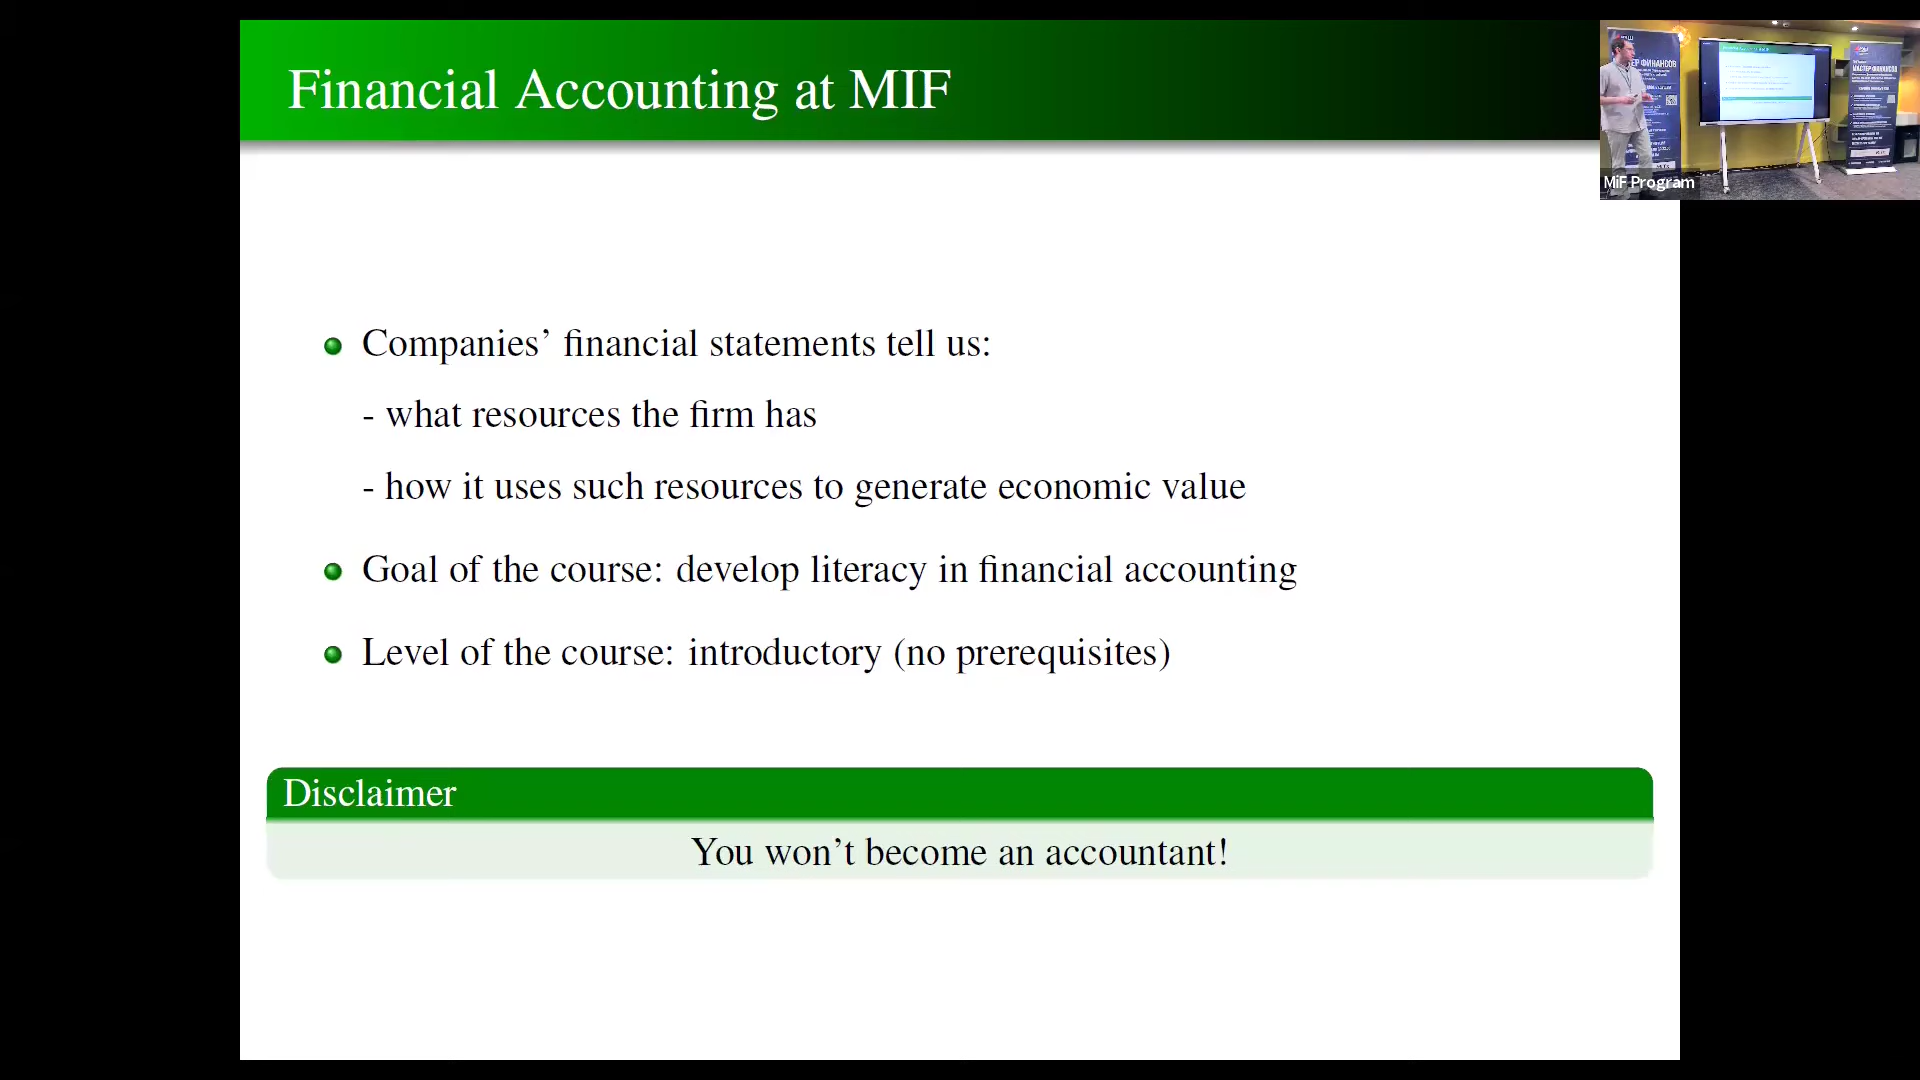 Financial Accounting at MIF
Companies’ financial statements tell us:
- what resources the firm has
- how it uses such resources to generate economic value
Goal of the course: develop literacy in financial accounting
Level of the course: introductory (no prerequisites)
Disclaimer
You won’t become an accountant!
МАСТЕР ФИНАНСОВ
MiF Program